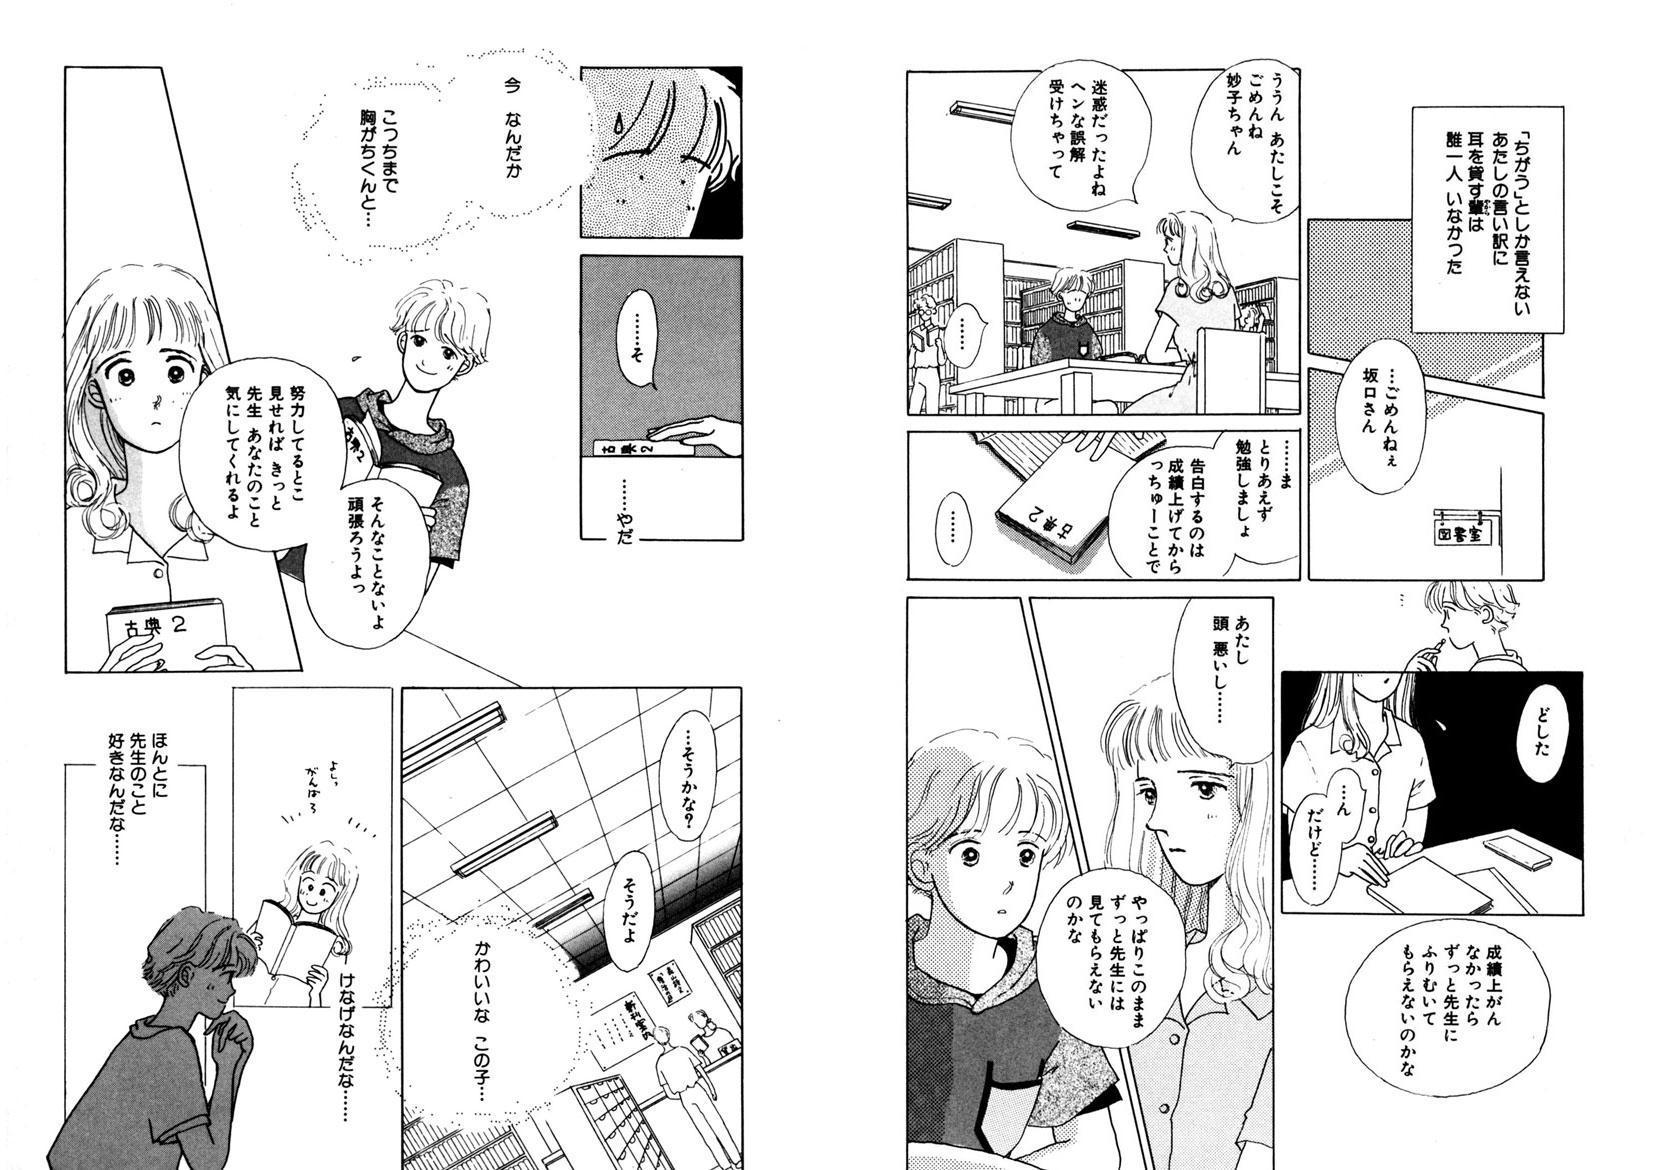 「ちがう」としか言えない
あたしの言い訳に
耳を貸す輩は
誰一人 いなかった
…ごめんねぇ
坂口さん
図書室
ううん あたしこそ
ごめんね
妙子ちゃん
迷惑だったよね
ヘンな誤解
受けちゃって
……
……ま
とりあえず
勉強しましょ
告白するのは
成績上げてから
っちゅーことで
古典2
……
どした
…ん
だけど……
成績上がん
なかったら
ずっと先生に
ふりむいて
もらえないのかな
あたし
頭 悪いし……
やっぱりこのまま
ずっと先生には
見てもらえない
のかな
今 なんだか
こっちまで
胸がちくんと…
……そ
古典2
……やだ
そんなことないよ
頑張ろうよっ
努力してるとこ
見せれば きっと
先生 あなたのこと
気にしてくれるよ
古典2
古典2
…そうかな?
そうだよ
新刊案内
かわいいな この子…
よしっ
がんばろ
けなげなんだな……
ほんとに
先生のこと
好きなんだな……